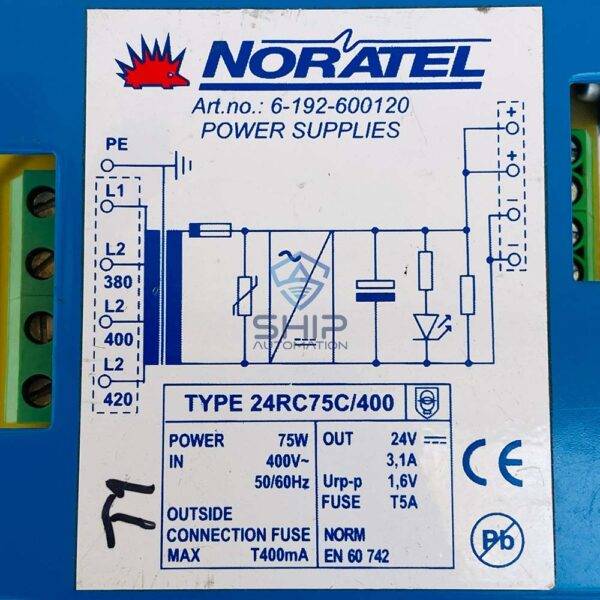 NORATEL
Art.no.: 6-192-600120
POWER SUPPLIES
PE
L1
L2
380
L2
400
L2
420
+
+
−
−
~
SHIP
AUTOMATION
TYPE 24RC75C/400
POWER 75W
IN 400V~
50/60Hz
OUTSIDE
CONNECTION FUSE
MAX T400mA
OUT 24V
3,1A
Urp-p 1,6V
FUSE T5A
NORM
EN 60 742
CE
Pb
T1